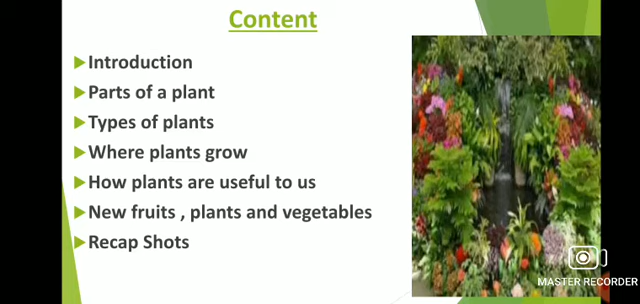 Content
Introduction
Parts of a plant
Types of plants
Where plants grow
How plants are useful to us
New fruits , plants and vegetables
Recap Shots
MASTER RECORDER